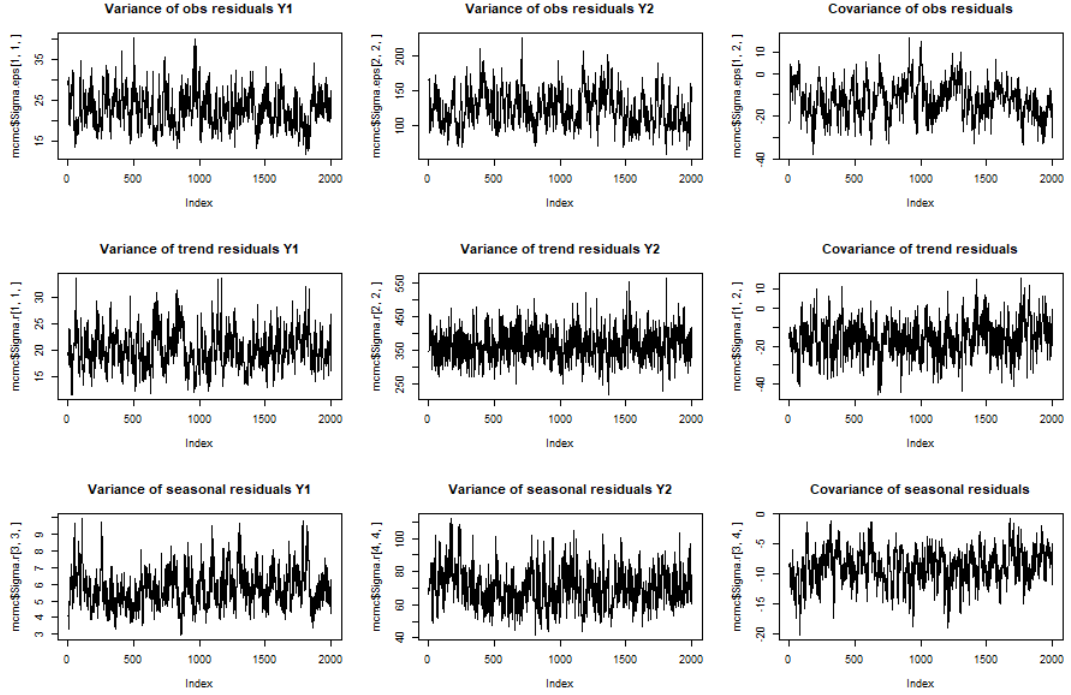 Variance of obs residuals Y1
mcmc$Sigma.eps[1, 1, ]
15 25 35
0 500 1000 1500 2000
Index
Variance of obs residuals Y2
mcmc$Sigma.eps[2, 2, ]
100 150 200
0 500 1000 1500 2000
Index
Covariance of obs residuals
mcmc$Sigma.eps[1, 2, ]
-40 -20 0 10
0 500 1000 1500 2000
Index
Variance of trend residuals Y1
mcmc$Sigma.r[1, 1, ]
15 20 25 30
0 500 1000 1500 2000
Index
Variance of trend residuals Y2
mcmc$Sigma.r[2, 2, ]
250 350 450 550
0 500 1000 1500 2000
Index
Covariance of trend residuals
mcmc$Sigma.r[1, 2, ]
-40 -20 0 10
0 500 1000 1500 2000
Index
Variance of seasonal residuals Y1
mcmc$Sigma.r[3, 3, ]
3 4 5 6 7 8 9
0 500 1000 1500 2000
Index
Variance of seasonal residuals Y2
mcmc$Sigma.r[4, 4, ]
40 60 80 100
0 500 1000 1500 2000
Index
Covariance of seasonal residuals
mcmc$Sigma.r[3, 4, ]
-20 -15 -10 -5 0
0 500 1000 1500 2000
Index